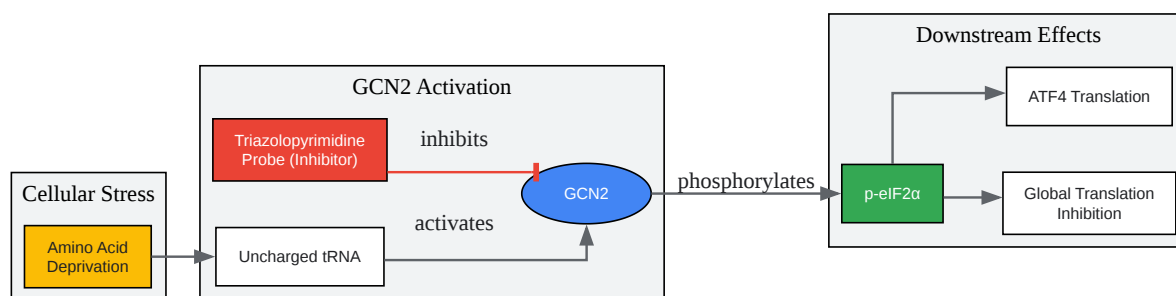 Cellular Stress
Amino Acid
Deprivation
GCN2 Activation
Triazolopyrimidine
Probe (Inhibitor)
inhibits
GCN2
activates
Uncharged tRNA
phosphorylates
Downstream Effects
ATF4 Translation
p-eIF2α
Global Translation
Inhibition